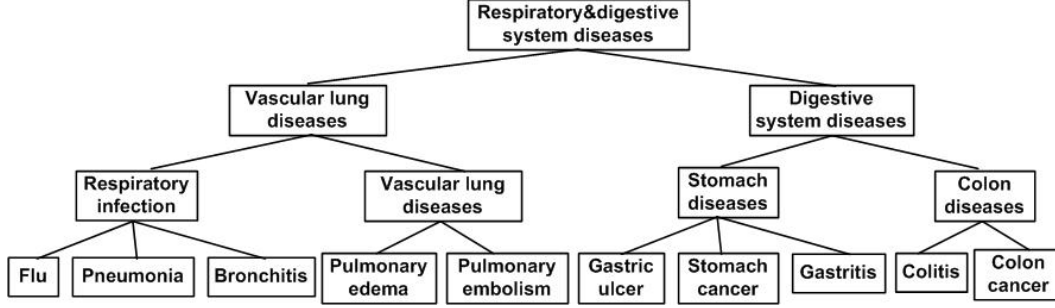 Respiratory&digestive
system diseases
Vascular lung
diseases
Digestive
system diseases
Respiratory
infection
Vascular lung
diseases
Stomach
diseases
Colon
diseases
Flu
Pneumonia
Bronchitis
Pulmonary
edema
Pulmonary
embolism
Gastric
ulcer
Stomach
cancer
Gastritis
Colitis
Colon
cancer